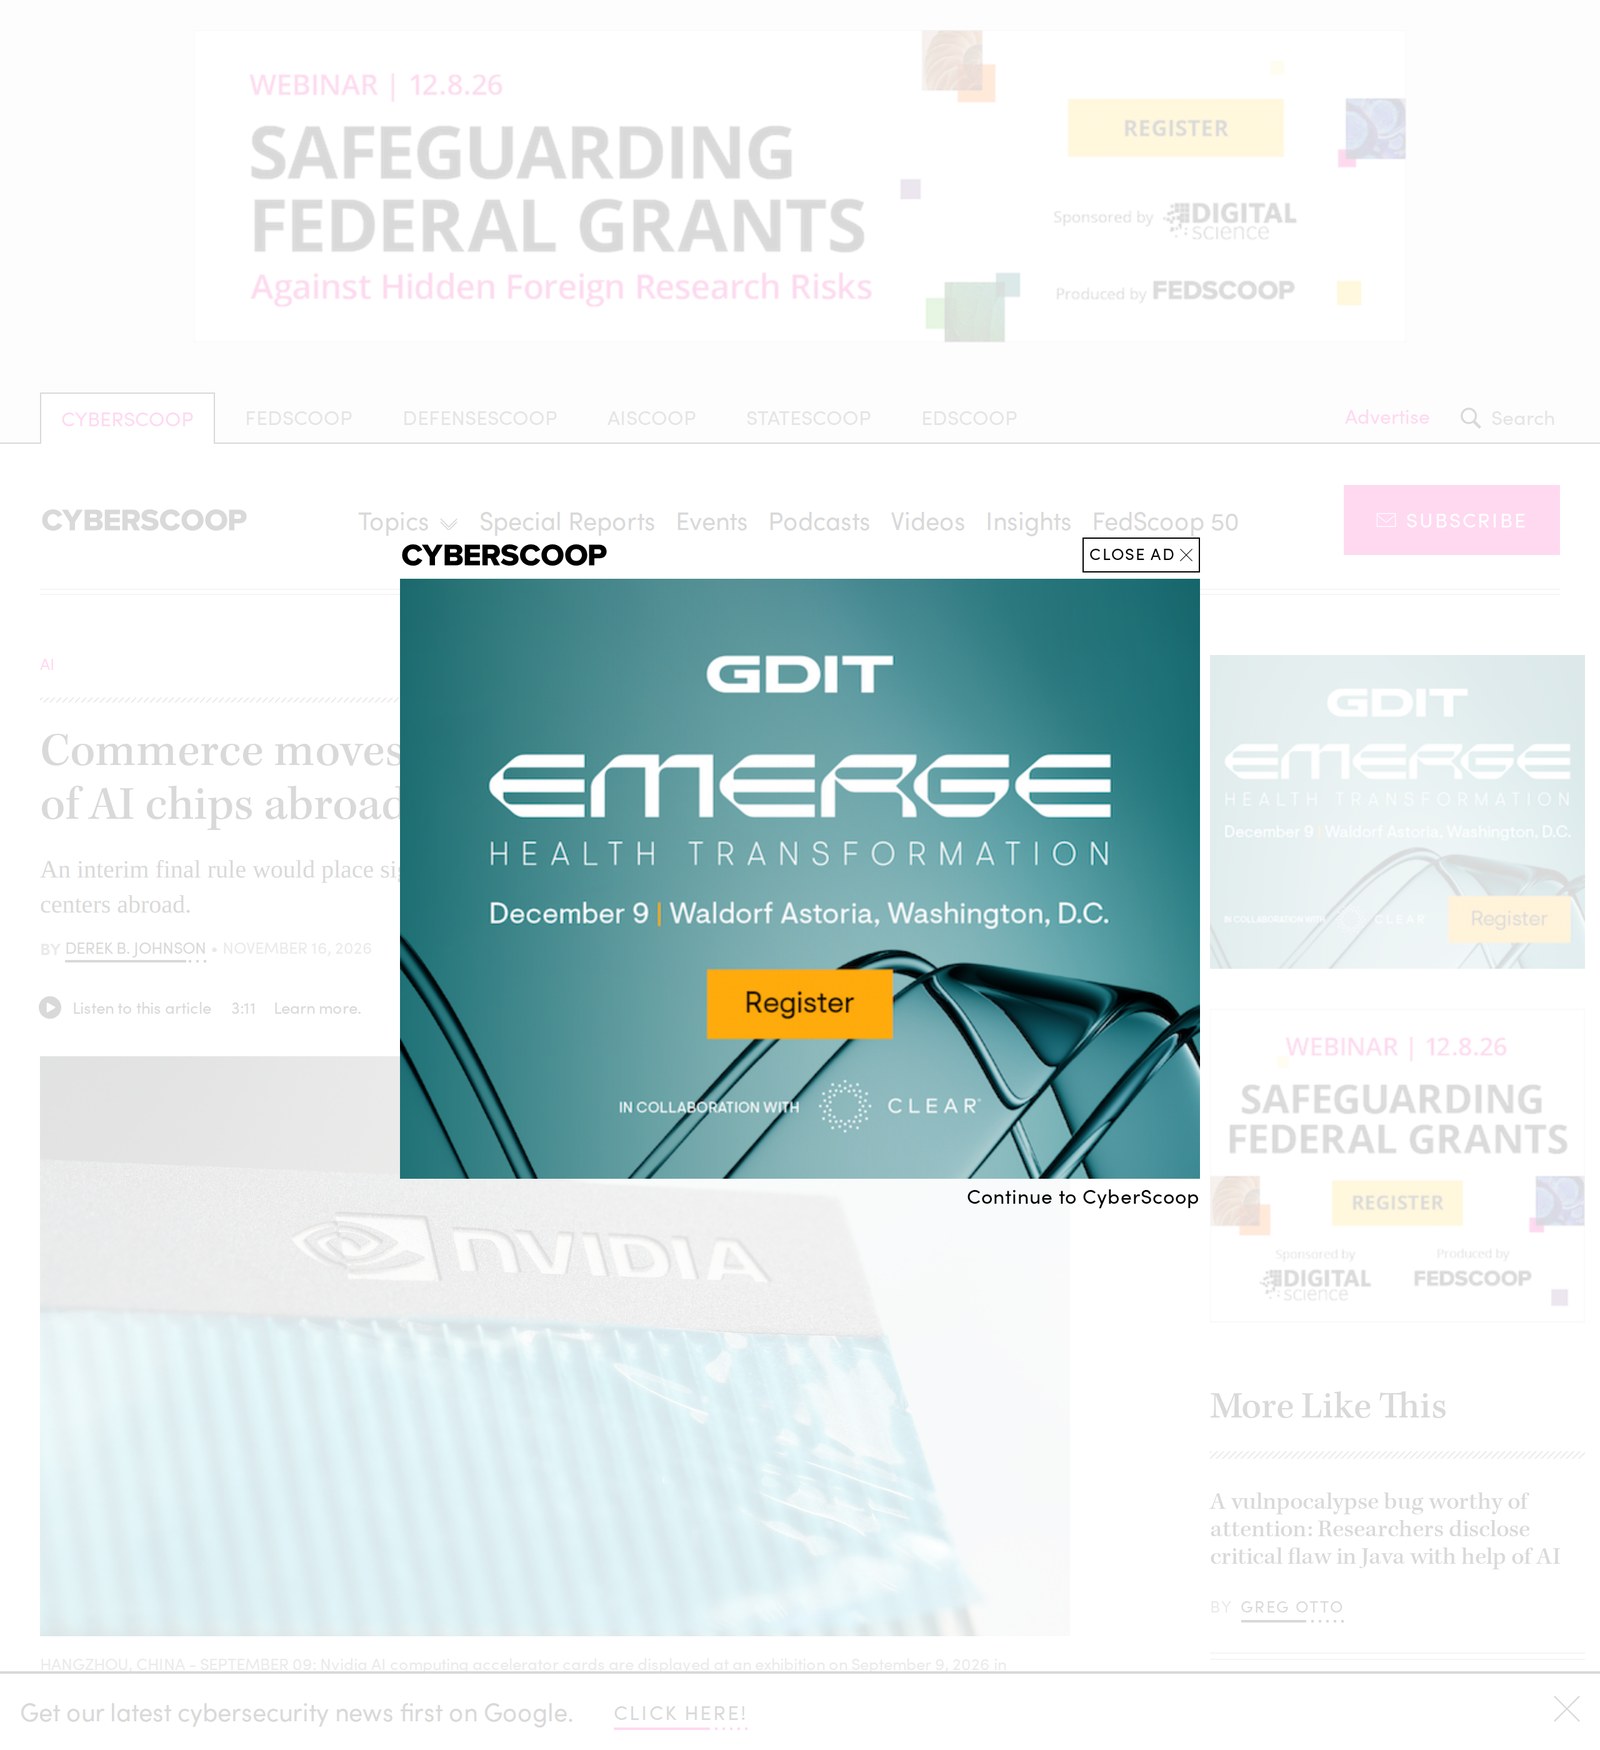 WEBINAR | 12.8.26
SAFEGUARDING
FEDERAL GRANTS
Against Hidden Foreign Research Risks
REGISTER
Sponsored by DIGITAL science
Produced by FEDSCOOP
CYBERSCOOP FEDSCOOP DEFENSESCOOP AISCOOP STATESCOOP EDSCOOP Advertise Search
CYBERSCOOP Topics Special Reports Events Podcasts Videos Insights FedScoop 50 SUBSCRIBE
CYBERSCOOP CLOSE AD
GDIT
EMERGE
HEALTH TRANSFORMATION
December 9 | Waldorf Astoria, Washington, D.C.
Register
IN COLLABORATION WITH CLEAR
Continue to CyberScoop
AI
Commerce moves
of AI chips abroad
An interim final rule would place
centers abroad.
BY DEREK B. JOHNSON • NOVEMBER 16, 2026
Listen to this article 3:11 Learn more.
NVIDIA
HANGZHOU, CHINA - SEPTEMBER 09: Nvidia AI computing accelerator cards are displayed at an exhibition on September 9, 2026 in
GDIT
EMERGE
HEALTH TRANSFORMATION
December 9 | Waldorf Astoria, Washington, D.C.
IN COLLABORATION WITH CLEAR
Register
WEBINAR | 12.8.26
SAFEGUARDING
FEDERAL GRANTS
REGISTER
Sponsored by
DIGITAL science
Produced by
FEDSCOOP
More Like This
A vulnpocalypse bug worthy of
attention: Researchers disclose
critical flaw in Java with help of AI
BY GREG OTTO
Get our latest cybersecurity news first on Google. CLICK HERE!